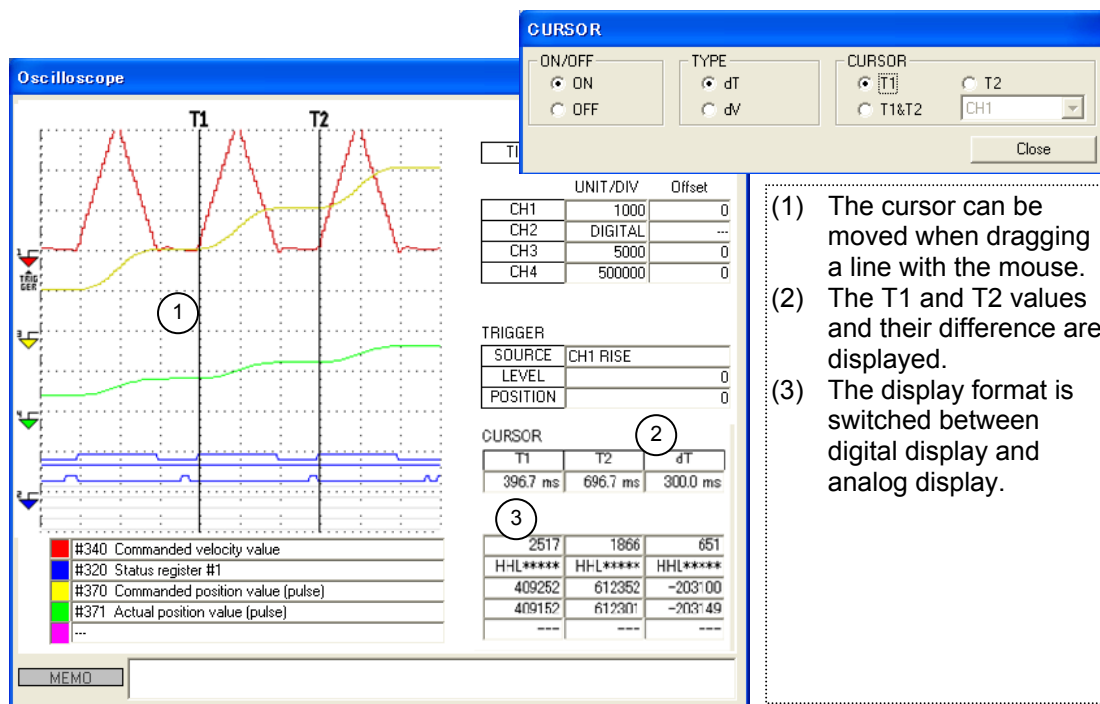 CURSOR
ON/OFF
ON
OFF
TYPE
dT
dV
CURSOR
T1
T2
T1&T2
CH1
Close
Oscilloscope
T1 T2
1
TRIG
GER
3
4
2
1
UNIT/DIV Offset
CH1 1000 0
CH2 DIGITAL ---
CH3 5000 0
CH4 500000 0
TRIGGER
SOURCE CH1 RISE
LEVEL 0
POSITION 0
CURSOR
2
T1 T2 dT
396.7 ms 696.7 ms 300.0 ms
3
2517 1866 651
HHL***** HHL***** HHL*****
409252 612352 -203100
409152 612301 -203149
--- --- ---
#340 Commanded velocity value
#320 Status register #1
#370 Commanded position value (pulse)
#371 Actual position value (pulse)
---
MEMO
(1) The cursor can be
moved when dragging
a line with the mouse.
(2) The T1 and T2 values
and their difference are
displayed.
(3) The display format is
switched between
digital display and
analog display.